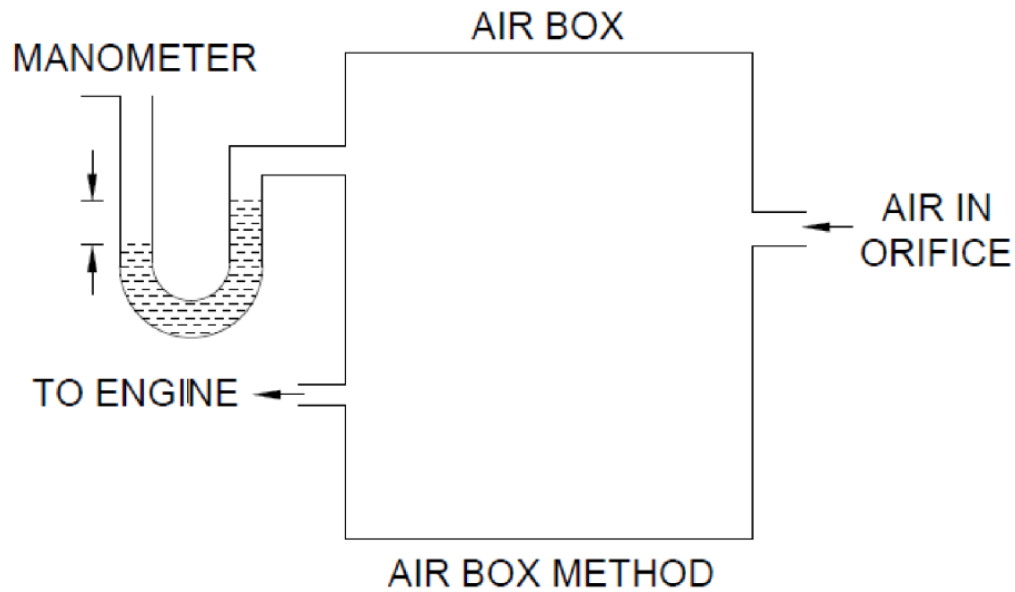 AIR BOX
MANOMETER
AIR IN
ORIFICE
TO ENGINE
AIR BOX METHOD